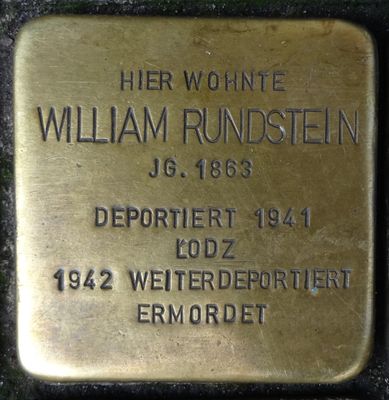 HIER WOHNTE
WILLIAM RUNDSTEIN
JG. 1863
DEPORTIERT 1941
ŁODZ
1942 WEITERDEPORTIERT
ERMORDET